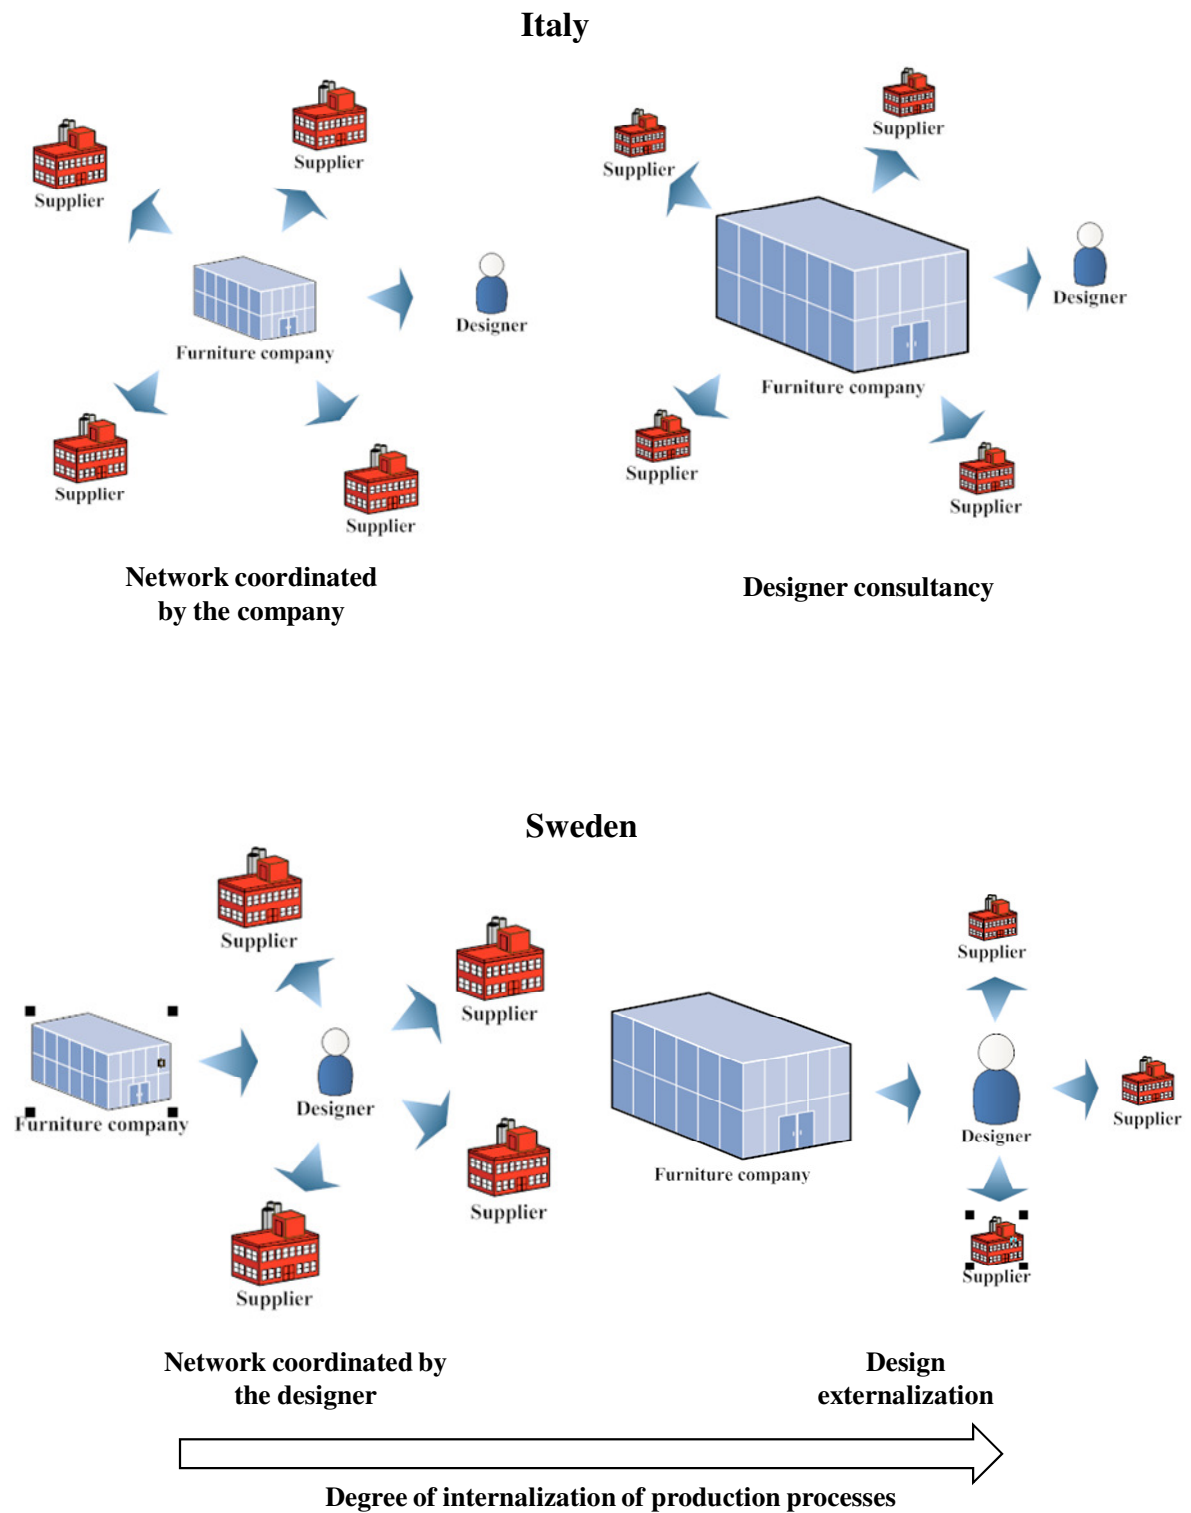 Italy
Supplier
Supplier
Designer
Furniture company
Supplier
Supplier
Network coordinated
by the company
Supplier
Supplier
Designer
Furniture company
Supplier
Supplier
Designer consultancy
Sweden
Supplier
Supplier
Furniture company
Designer
Supplier
Supplier
Network coordinated by
the designer
Supplier
Furniture company
Designer
Supplier
Supplier
Design
externalization
Degree of internalization of production processes